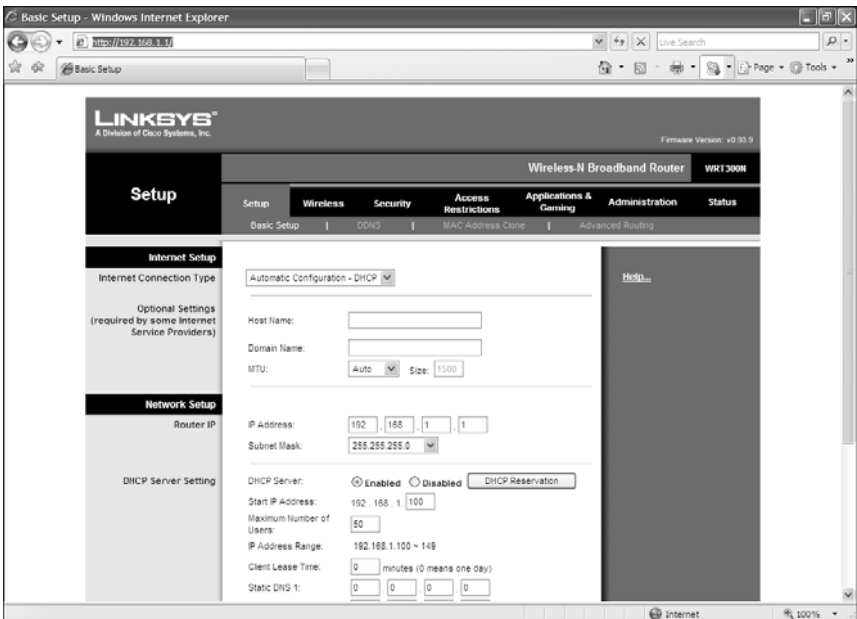 Basic Setup - Windows Internet Explorer
http://192.168.1.1/
Live Search
Basic Setup
Page
Tools
LINKSYS®
A Division of Cisco Systems, Inc.
Firmware Version: v0.93.9
Wireless-N Broadband Router WRT300N
Setup
Setup Wireless Security Access Restrictions Applications & Gaming Administration Status
Basic Setup | DDNS | MAC Address Clone | Advanced Routing
Internet Setup
Internet Connection Type
Automatic Configuration - DHCP
Help...
Optional Settings
(required by some Internet
Service Providers)
Host Name:
Domain Name:
MTU: Auto Size: 1500
Network Setup
Router IP
IP Address: 192 . 168 . 1 . 1
Subnet Mask: 255.255.255.0
DHCP Server Setting
DHCP Server: Enabled Disabled DHCP Reservation
Start IP Address: 192 . 168 . 1. 100
Maximum Number of
Users: 50
IP Address Range: 192.168.1.100 ~ 149
Client Lease Time: 0 minutes (0 means one day)
Static DNS 1: 0 . 0 . 0 . 0
Internet
100%